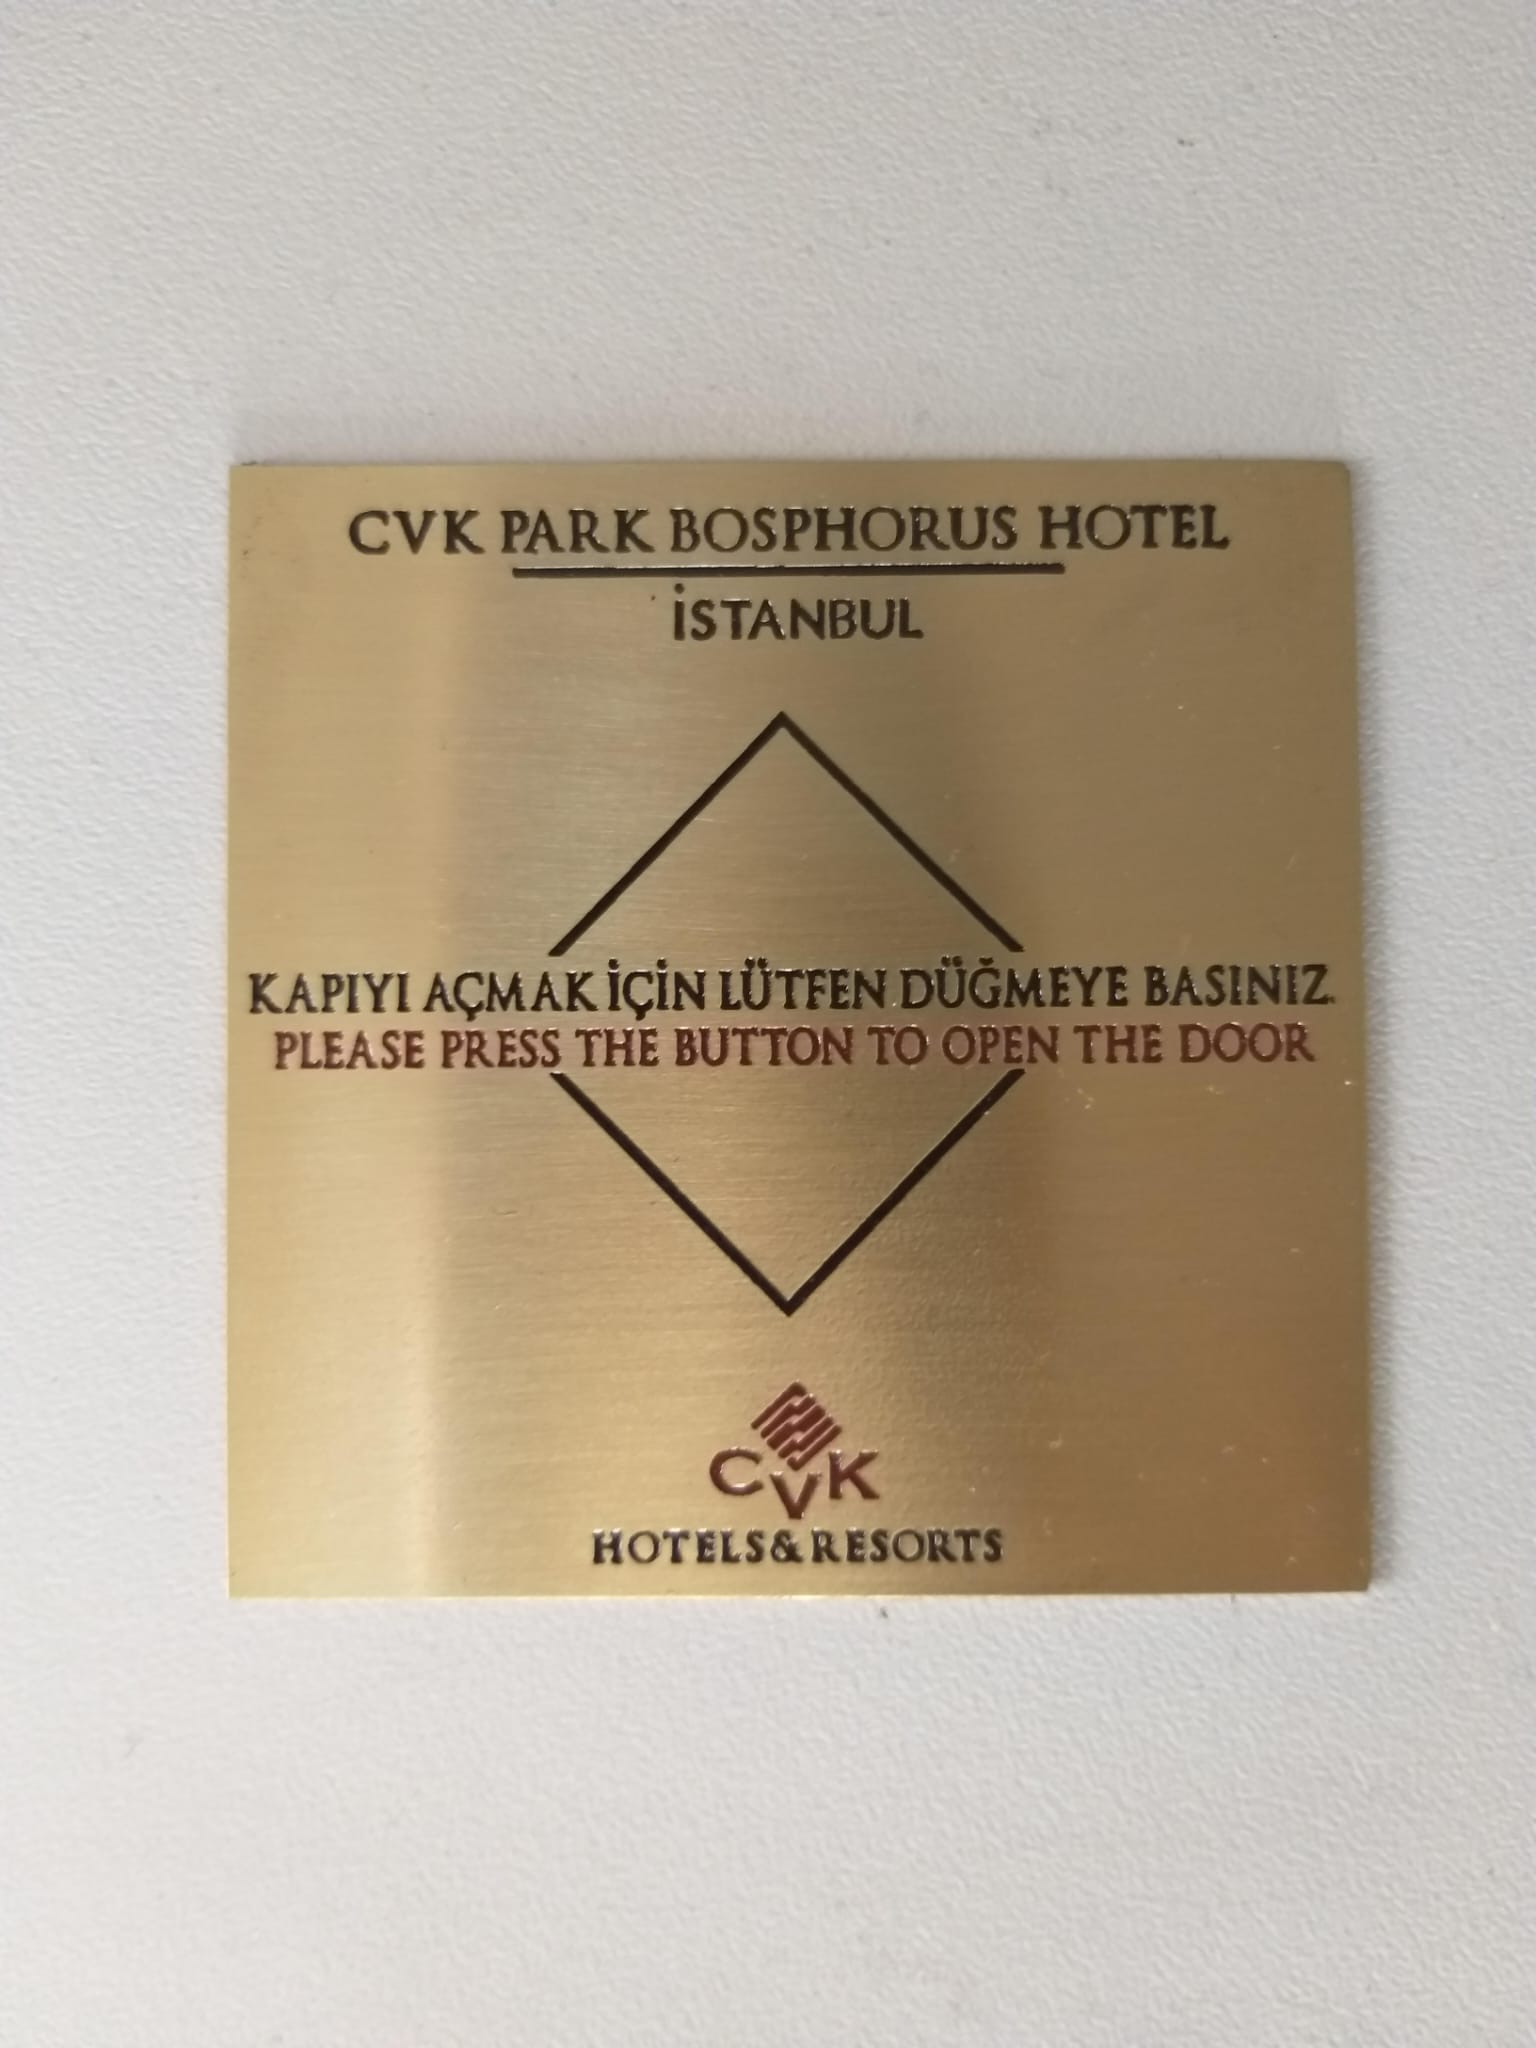 CVK PARK BOSPHORUS HOTEL
İSTANBUL
KAPIYI AÇMAK İÇİN LÜTFEN DÜĞMEYE BASINIZ.
PLEASE PRESS THE BUTTON TO OPEN THE DOOR
CVK
HOTELS&RESORTS